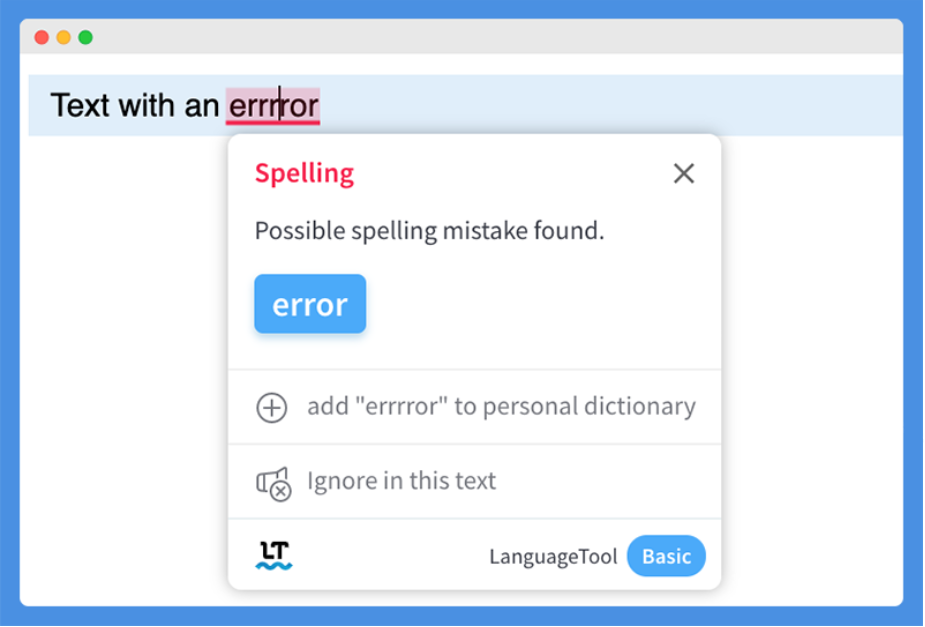 Text with an errrror
Spelling
Possible spelling mistake found.
error
add "errrror" to personal dictionary
Ignore in this text
LT LanguageTool Basic